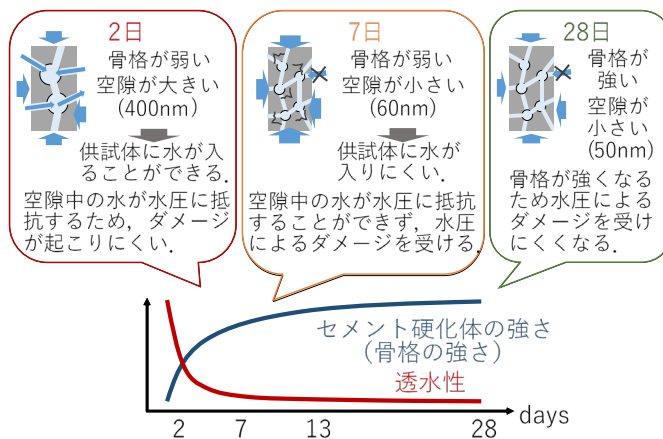 2日
骨格が弱い
空隙が大きい
(400nm)
供試体に水が入
ることができる.
空隙中の水が水圧に抵
抗するため，ダメージ
が起こりにくい.
7日
骨格が弱い
空隙が小さい
(60nm)
供試体に水が
入りにくい.
空隙中の水が水圧に抵抗
することができず，水圧
によるダメージを受ける.
28日
骨格が
強い
空隙が
小さい
(50nm)
骨格が強くなる
ため水圧による
ダメージを受け
にくくなる.
セメント硬化体の強さ
(骨格の強さ)
透水性
days
2
7
13
28